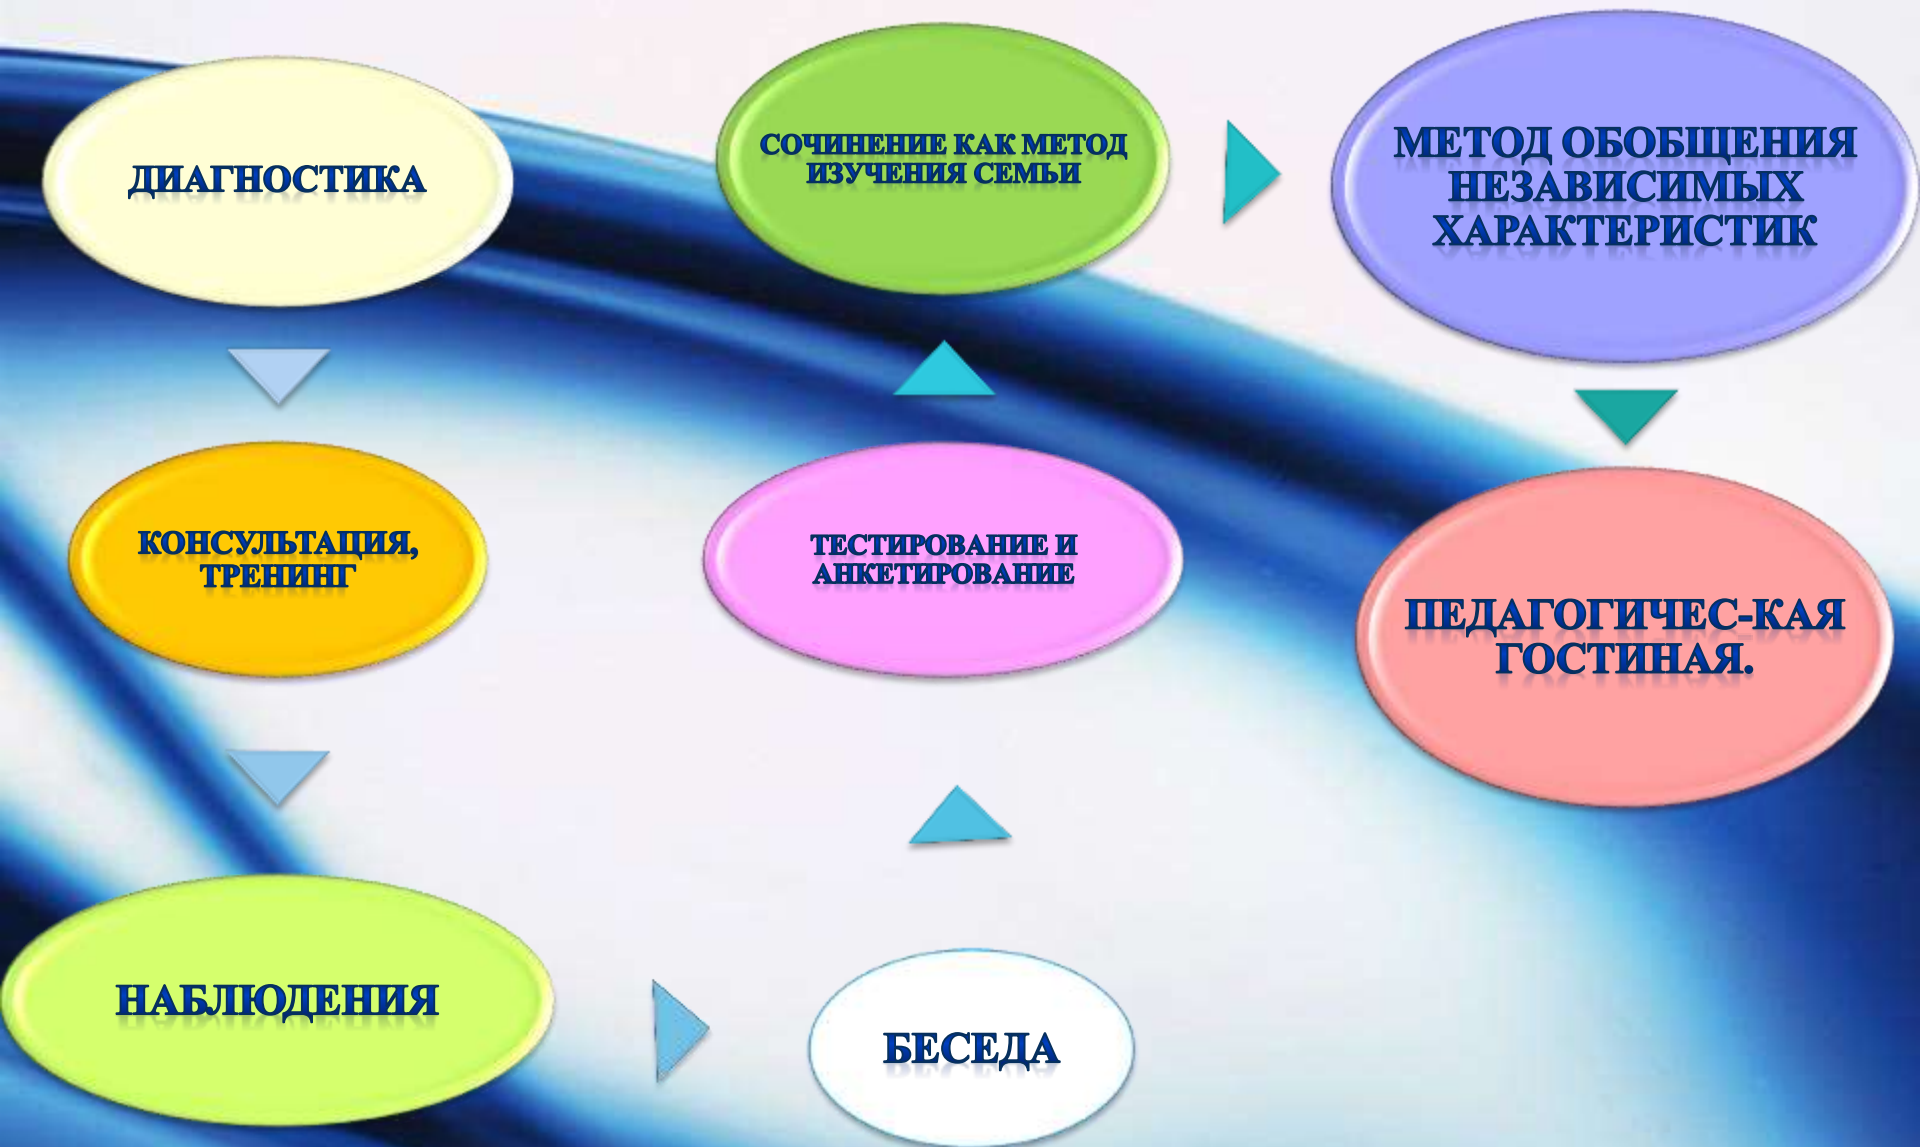 ДИАГНОСТИКА
КОНСУЛЬТАЦИЯ,
ТРЕНИНГ
НАБЛЮДЕНИЯ
БЕСЕДА
ТЕСТИРОВАНИЕ И
АНКЕТИРОВАНИЕ
СОЧИНЕНИЕ КАК МЕТОД
ИЗУЧЕНИЯ СЕМЬИ
МЕТОД ОБОБЩЕНИЯ
НЕЗАВИСИМЫХ
ХАРАКТЕРИСТИК
ПЕДАГОГИЧЕС-КАЯ
ГОСТИНАЯ.